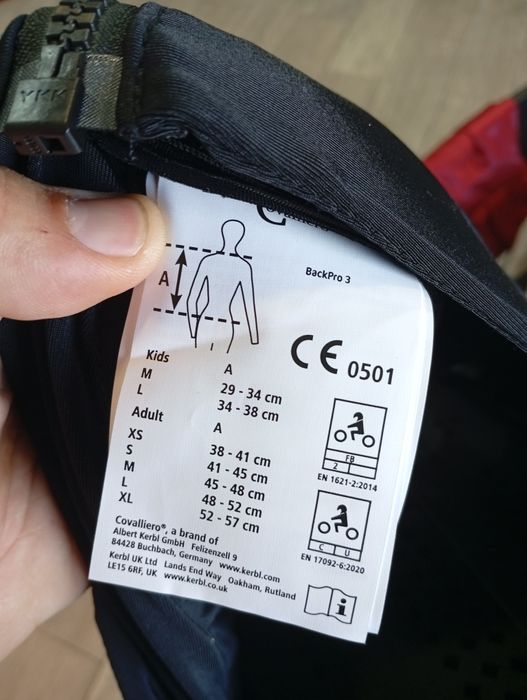 YKK
Covalliero
BackPro 3
A
CE 0501
Kids A
M 29 - 34 cm
L 34 - 38 cm
Adult A
XS 38 - 41 cm
S 41 - 45 cm
M 45 - 48 cm
L 48 - 52 cm
XL 52 - 57 cm
FB
2
EN 1621-2:2014
C U
EN 17092-6:2020
Covalliero®, a brand of
Albert Kerbl GmbH Felizenzell 9
84428 Buchbach, Germany www.kerbl.com
Kerbl UK Ltd Lands End Way Oakham, Rutland
LE15 6RF, UK www.kerbl.co.uk
i